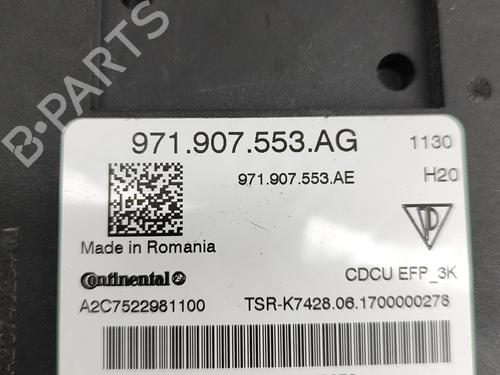 971.907.553.AG
1130
971.907.553.AE
H20
Made in Romania
Continental
CDCU EFP_3K
A2C7522981100
TSR-K7428.06.1700000278
B-PARTS